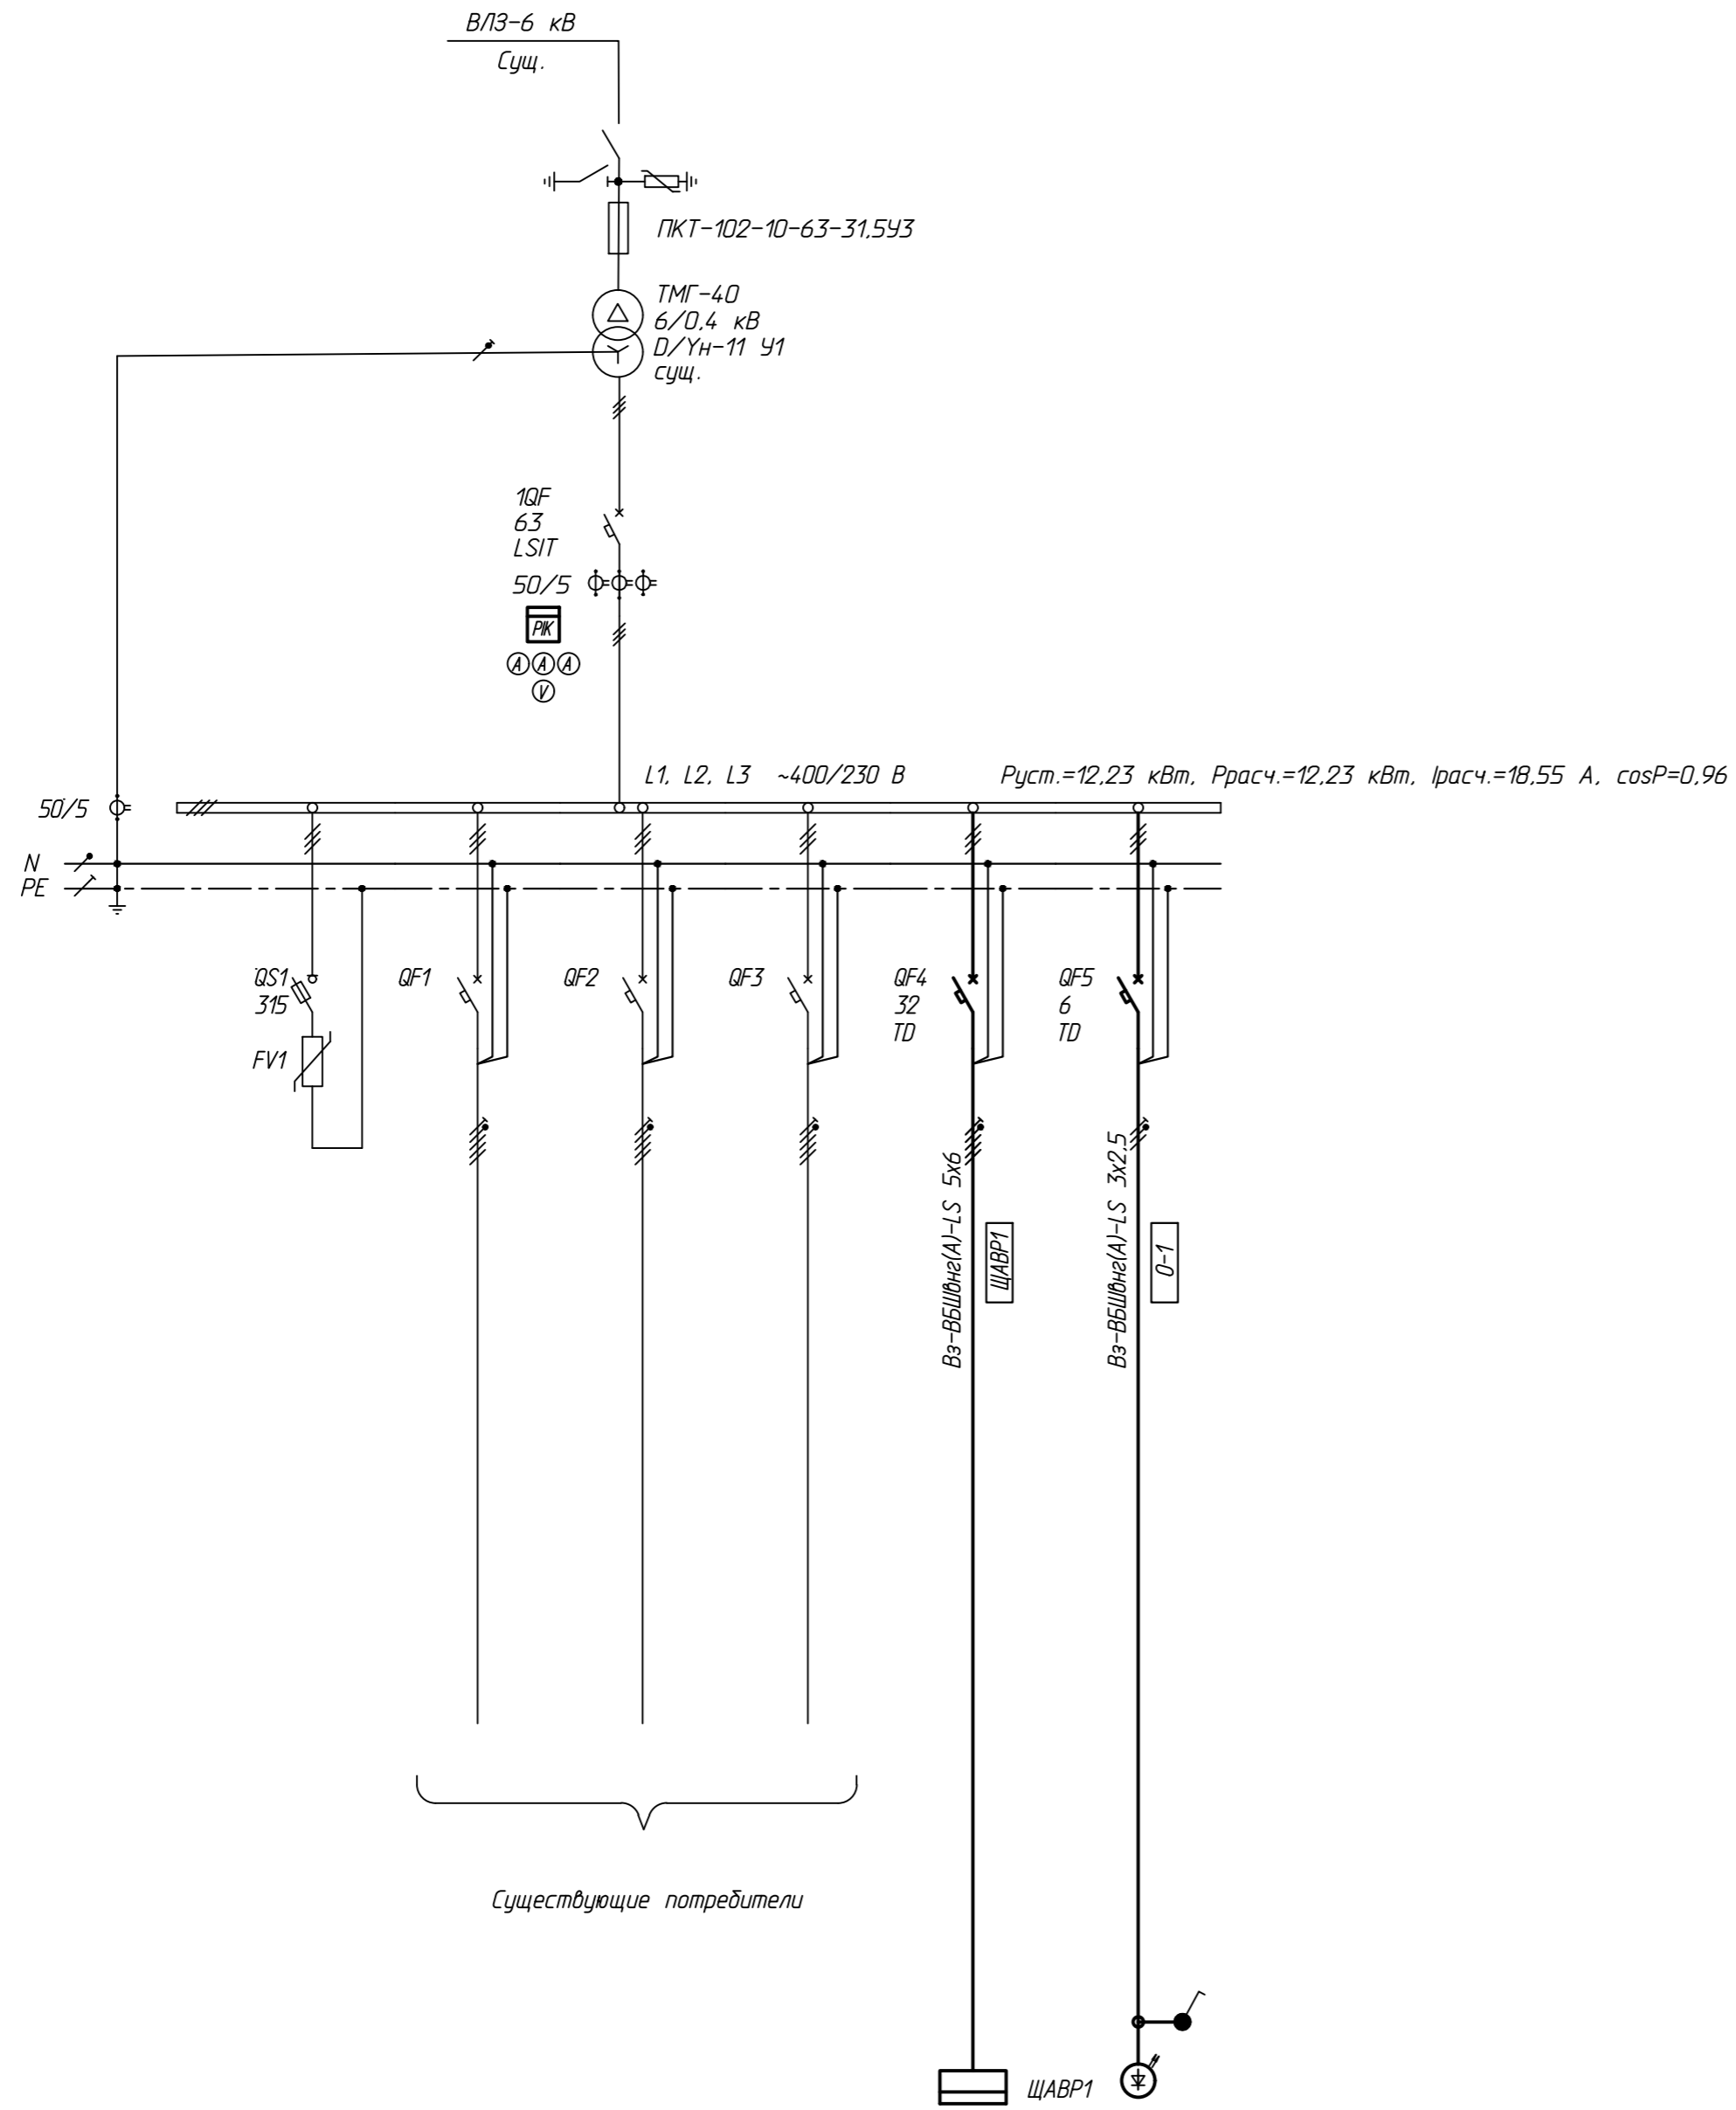 ВЛЗ-6 кВ
Сущ.
ПКТ-102-10-63-31,5У3
ТМГ-40
6/0,4 кВ
D/Yн-11 У1
сущ.
1QF
63
LSIT
50/5
PIK
A A A
V
L1, L2, L3 ~400/230 В
Руст.=12,23 кВт, Ррасч.=12,23 кВт, Iрасч.=18,55 А, cosP=0,96
50/5
N
PE
QS1
315
FV1
QF1
QF2
QF3
QF4
32
TD
QF5
6
TD
Вз-ВБШвнг(А)-LS 5х6
ЩАВР1
Вз-ВБШвнг(А)-LS 3х2,5
О-1
Существующие потребители
ЩАВР1